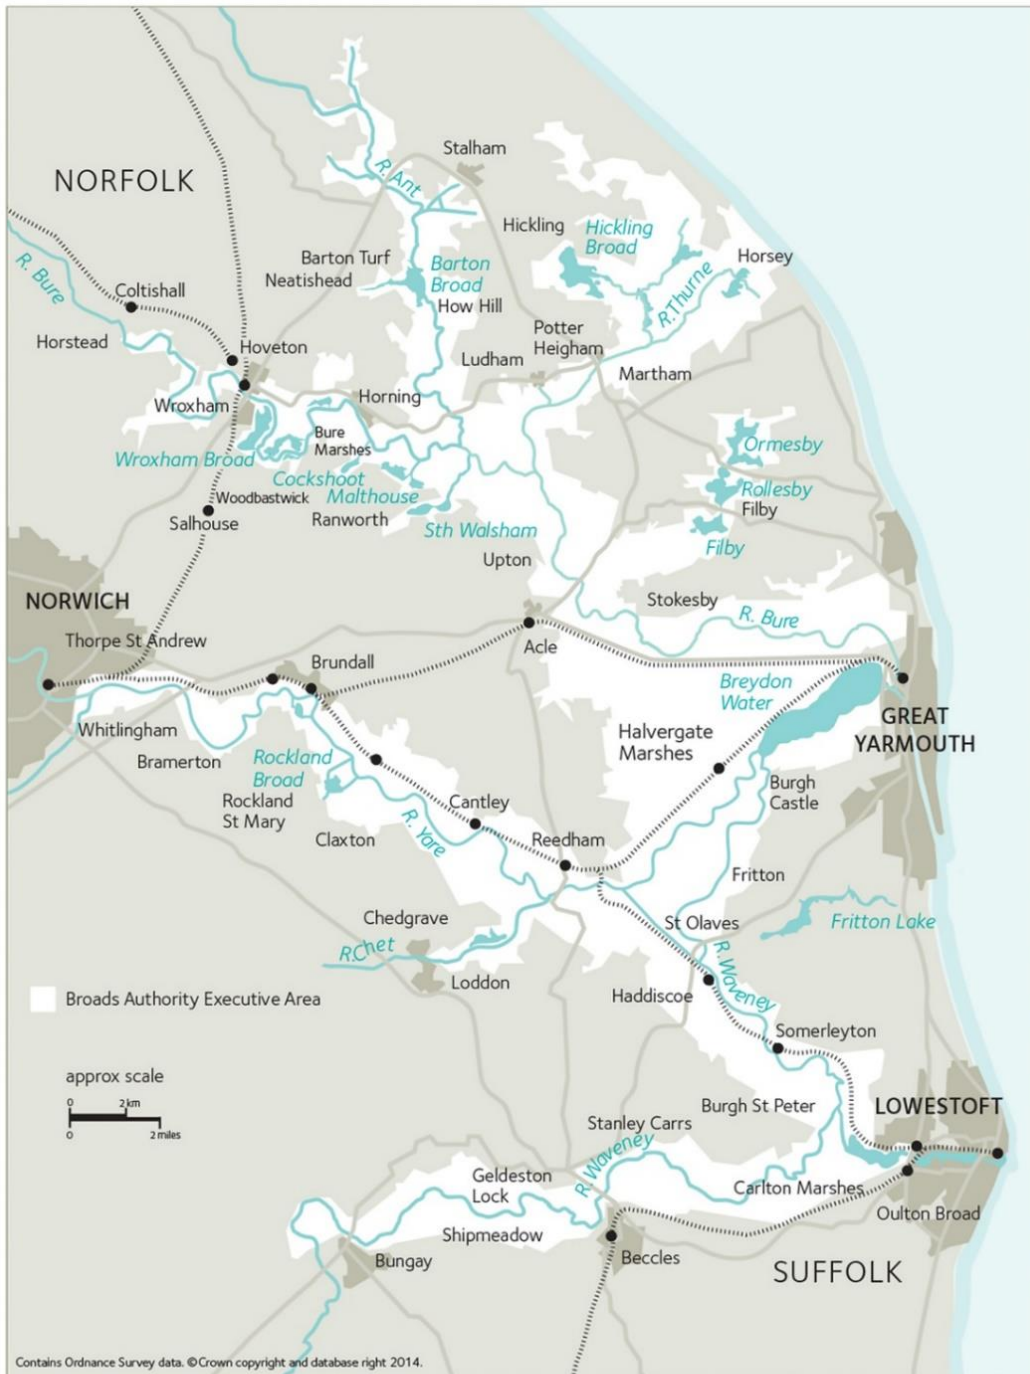 Stalham
NORFOLK
R. Ant
Hickling
Hickling
Broad
Barton Turf
Neatishead
Barton
Broad
Horsey
R. Bure
Coltishall
How Hill
R.Thurne
Horstead
Hoveton
Potter
Heigham
Ludham
Martham
Wroxham
Horning
Bure
Marshes
Ormesby
Wroxham Broad
Cockshoot
Malthouse
Woodbastwick
Rollesby
Filby
Salhouse
Ranworth
Sth Walsham
Filby
Upton
NORWICH
Stokesby
R. Bure
Thorpe St Andrew
Acle
Brundall
Breydon
Water
Whitlingham
GREAT
YARMOUTH
Halvergate
Marshes
Bramerton
Rockland
Broad
Burgh
Castle
Rockland
St Mary
Cantley
R. Yare
Claxton
Reedham
Fritton
Chedgrave
St Olaves
Fritton Lake
R.Chet
R.Waveney
Loddon
Haddiscoe
Broads Authority Executive Area
Somerleyton
approx scale
0 2km
0 2 miles
Burgh St Peter
LOWESTOFT
Stanley Carrs
R.Waveney
Geldeston
Lock
Carlton Marshes
Oulton Broad
Shipmeadow
Bungay
Beccles
SUFFOLK
Contains Ordnance Survey data. ©Crown copyright and database right 2014.